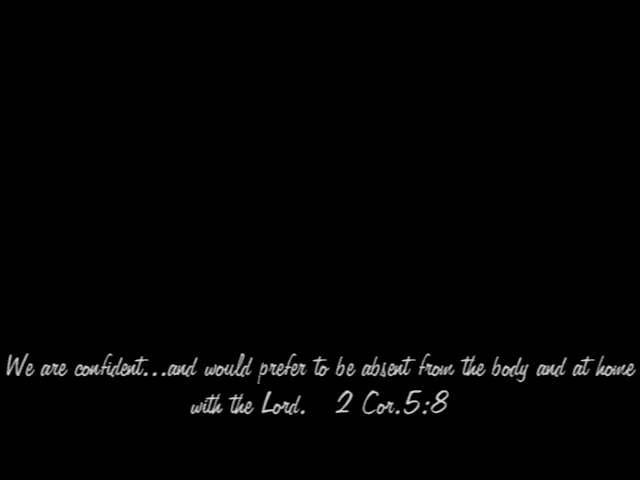 We are confident...and would prefer to be absent from the body and at home
with the Lord. 2 Cor.5:8